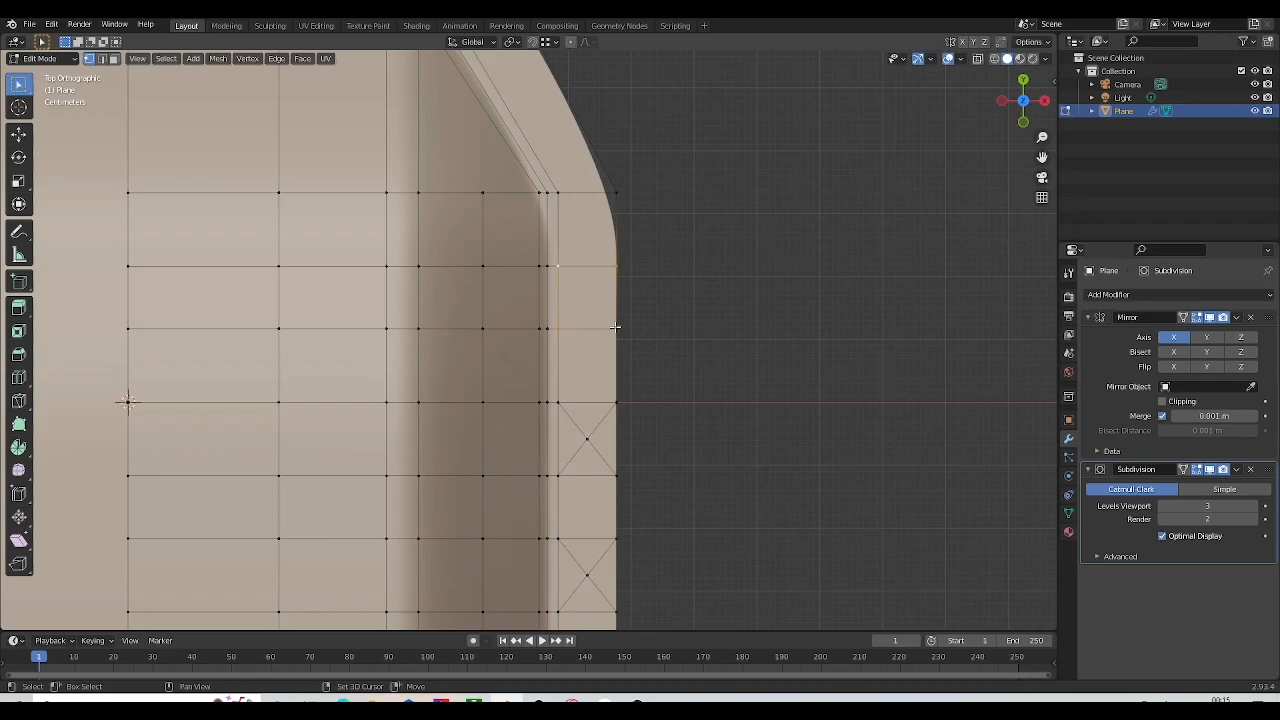 File Edit Render Window Help Layout Modeling Sculpting UV Editing Texture Paint Shading Animation Rendering Compositing Geometry Nodes Scripting + Scene View Layer
Global Options
Edit Mode View Select Add Mesh Vertex Edge Face UV X Y Z
Top Orthographic
(1) Plane
Centimeters
Y
Z X
Scene Collection
Collection
Camera
Light
Plane
Plane Subdivision
Add Modifier
Mirror
Axis X Y Z
Bisect X Y Z
Flip X Y Z
Mirror Object
Clipping
Merge 0.001 m
Bisect Distance 0.001 m
Data
Subdivision
Catmull Clark Simple
Levels Viewport 3
Render 2
Optimal Display
Advanced
Playback Keying View Marker 1 Start 1 End 250
1 10 20 30 40 50 60 70 80 90 100 110 120 130 140 150 160 170 180 190 200 210 220 230 240 250
Select Box Select Pan View Set 3D Cursor Move 2.93.4
00:15